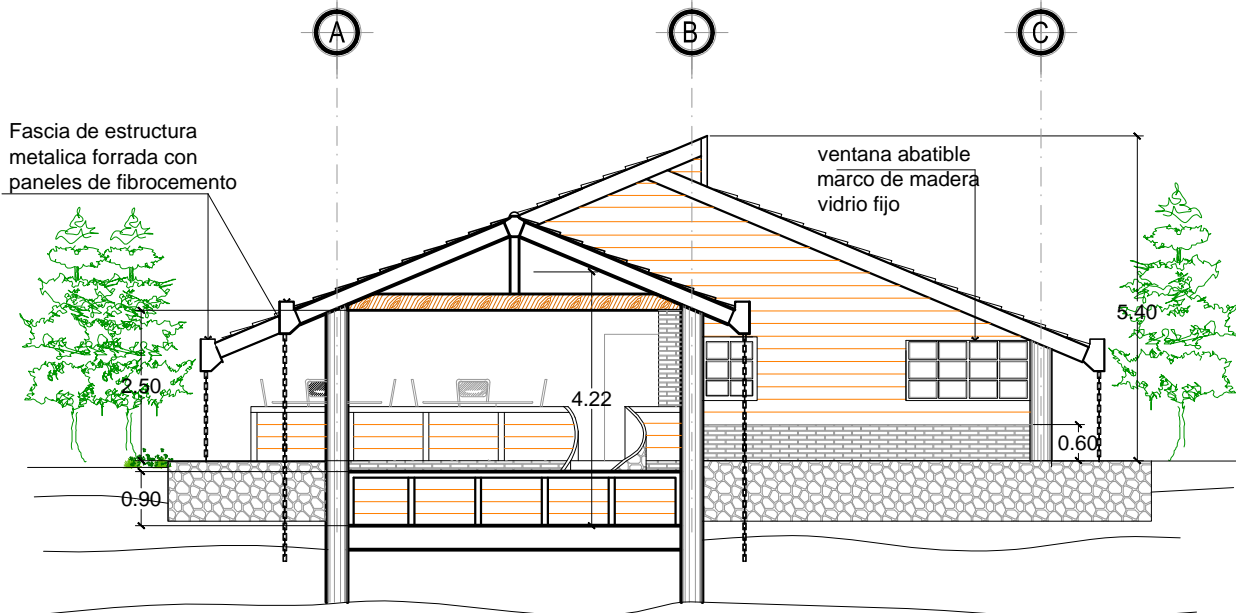 A
B
C
Fascia de estructura
metalica forrada con
paneles de fibrocemento
ventana abatible
marco de madera
vidrio fijo
5.40
2.50
4.22
0.60
0.90